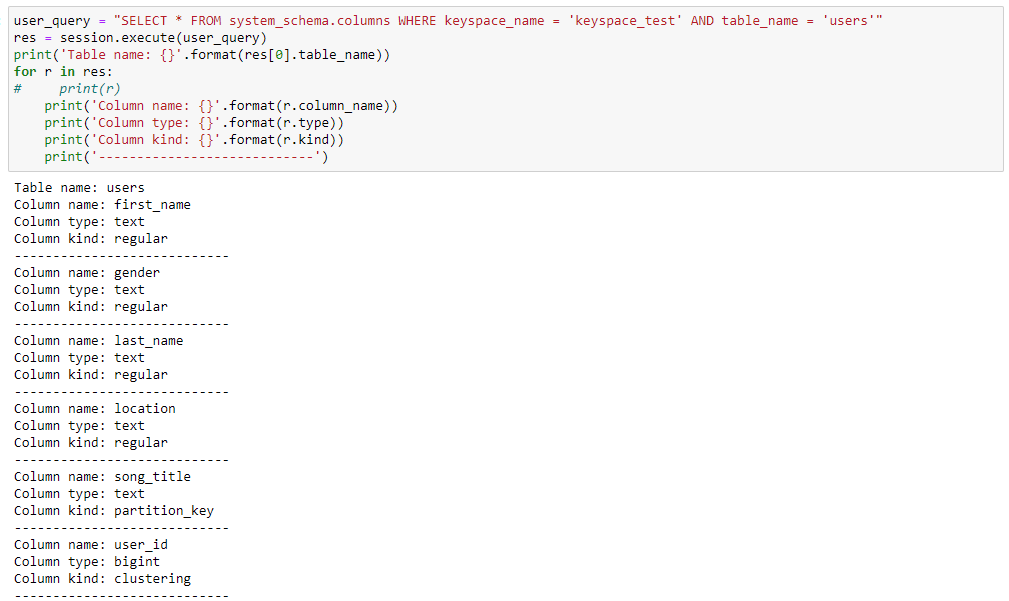 user_query = "SELECT * FROM system_schema.columns WHERE keyspace_name = 'keyspace_test' AND table_name = 'users'"
res = session.execute(user_query)
print('Table name: {}'.format(res[0].table_name))
for r in res:
#     print(r)
    print('Column name: {}'.format(r.column_name))
    print('Column type: {}'.format(r.type))
    print('Column kind: {}'.format(r.kind))
    print('----------------------------')
Table name: users
Column name: first_name
Column type: text
Column kind: regular
----------------------------
Column name: gender
Column type: text
Column kind: regular
----------------------------
Column name: last_name
Column type: text
Column kind: regular
----------------------------
Column name: location
Column type: text
Column kind: regular
----------------------------
Column name: song_title
Column type: text
Column kind: partition_key
----------------------------
Column name: user_id
Column type: bigint
Column kind: clustering
----------------------------